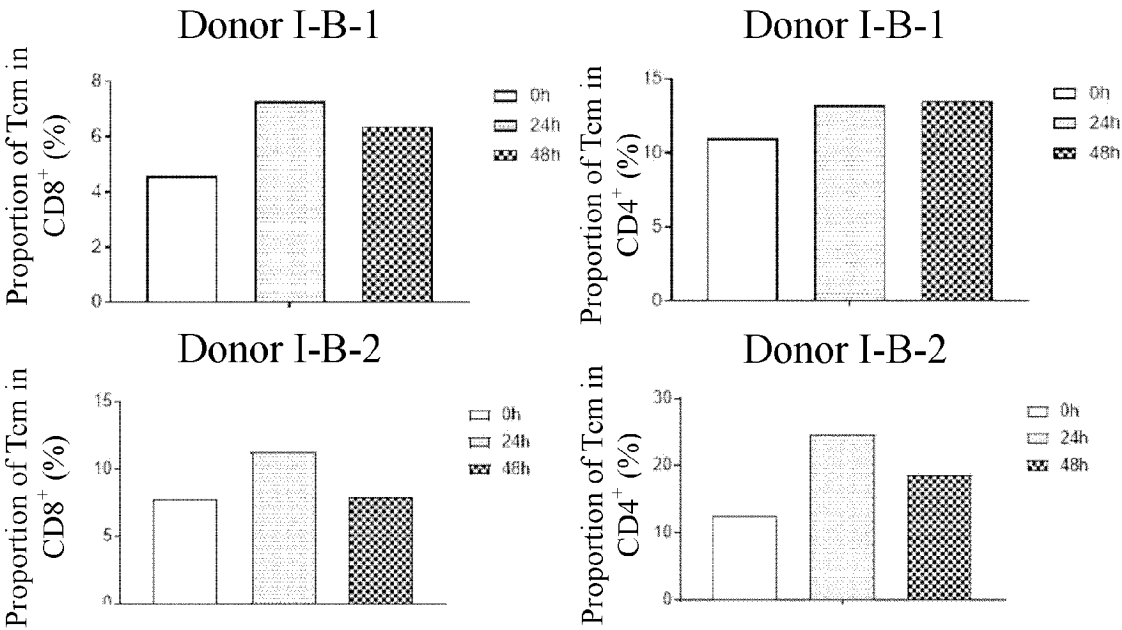 Donor I-B-1
Proportion of Tcm in
CD8⁺ (%)
8
6
4
2
0
0h
24h
48h
Donor I-B-1
Proportion of Tcm in
CD4⁺ (%)
15
10
5
0
0h
24h
48h
Donor I-B-2
Proportion of Tcm in
CD8⁺ (%)
15
10
5
0
0h
24h
48h
Donor I-B-2
Proportion of Tcm in
CD4⁺ (%)
30
20
10
0
0h
24h
48h